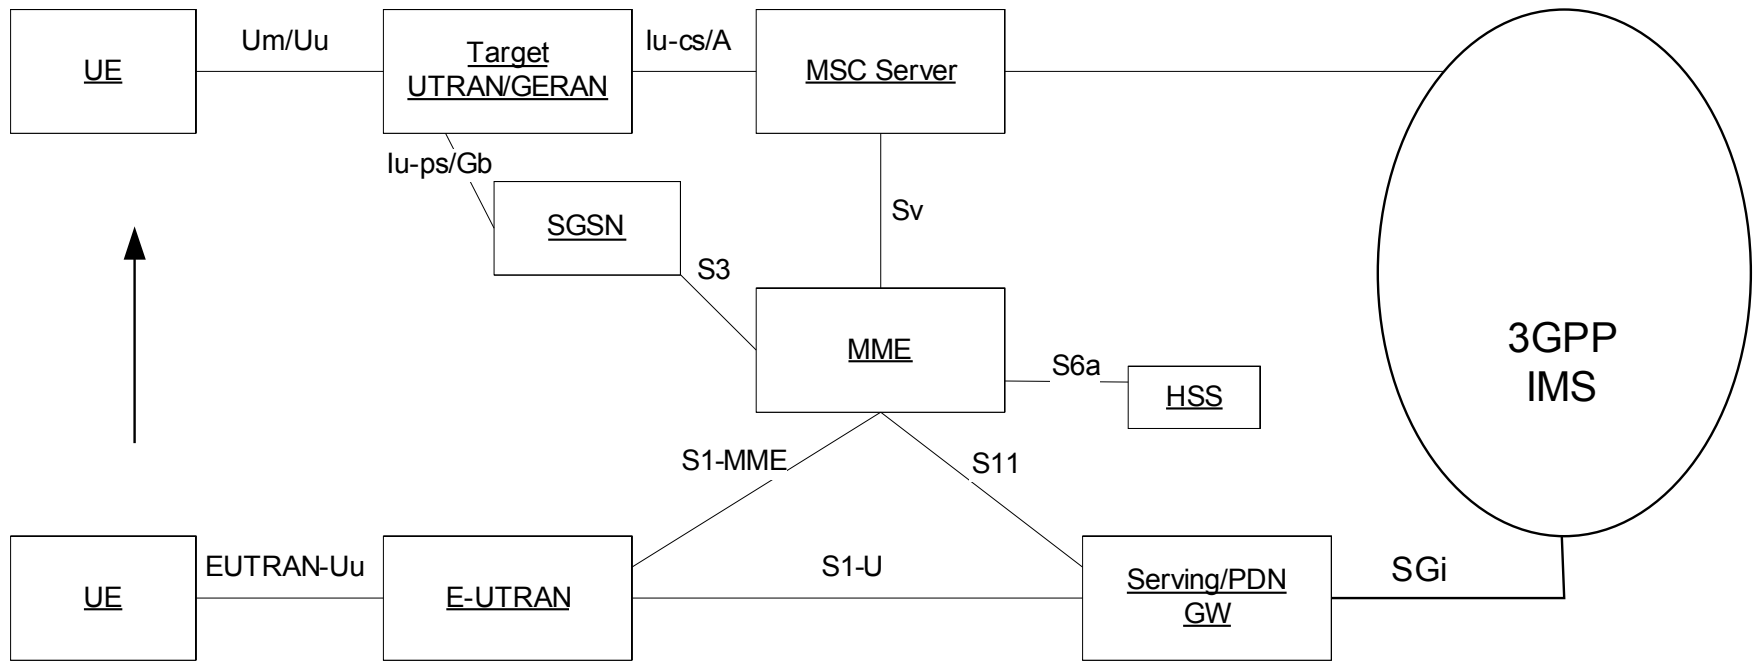 UE
Um/Uu
Target
UTRAN/GERAN
Iu-cs/A
MSC Server
Iu-ps/Gb
SGSN
Sv
S3
MME
S6a
HSS
3GPP
IMS
S1-MME
S11
UE
EUTRAN-Uu
E-UTRAN
S1-U
Serving/PDN
GW
SGi